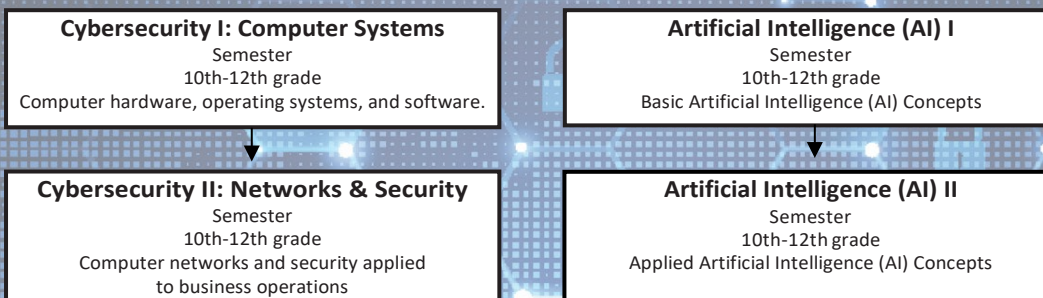 Cybersecurity I: Computer Systems
Semester
10th-12th grade
Computer hardware, operating systems, and software.
Artificial Intelligence (AI) I
Semester
10th-12th grade
Basic Artificial Intelligence (AI) Concepts
Cybersecurity II: Networks & Security
Semester
10th-12th grade
Computer networks and security applied
to business operations
Artificial Intelligence (AI) II
Semester
10th-12th grade
Applied Artificial Intelligence (AI) Concepts